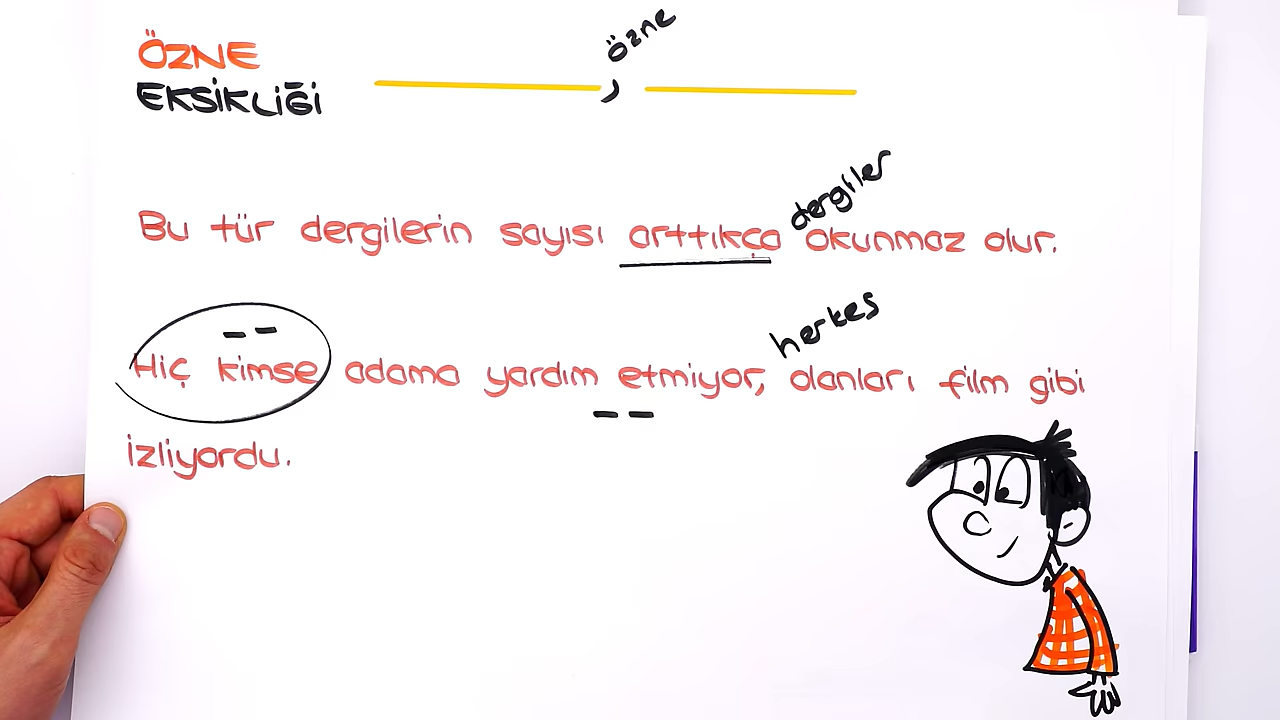 ÖZNE
EKSİKLİĞİ
, özne
dergiler
Bu tür dergilerin sayısı arttıkça okunmaz olur.
herkes
Hiç kimse adama yardım etmiyor, olanları film gibi
izliyordu.